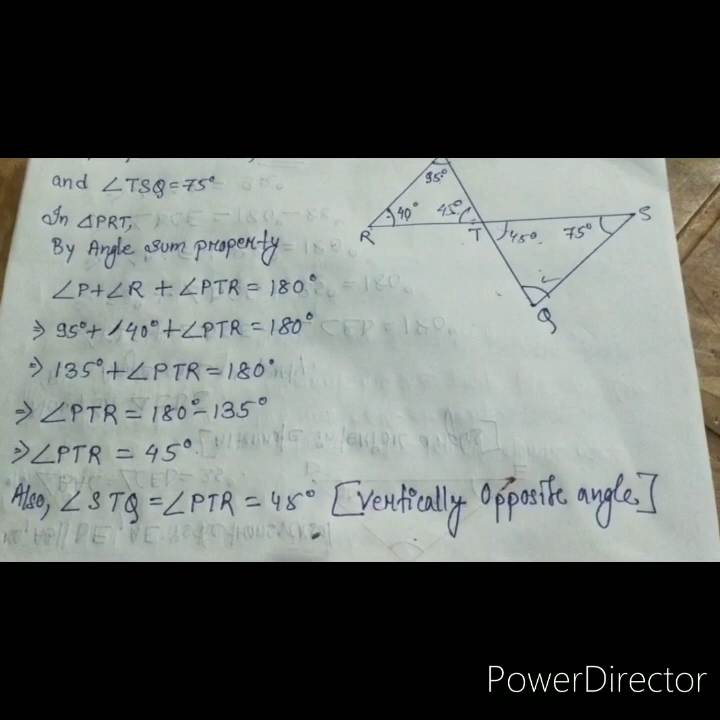 and ∠TSQ=75°
In ΔPRT,
By Angle sum property
∠P+∠R + ∠PTR = 180°
⇒ 95°+ 40°+∠PTR = 180°
⇒ 135°+∠PTR = 180°
⇒ ∠PTR = 180°-135°
⇒ ∠PTR = 45°
Also, ∠STQ = ∠PTR = 45° [Vertically Opposite angle]
95°
40°
45°
R
T
45°
75°
S
Q
PowerDirector